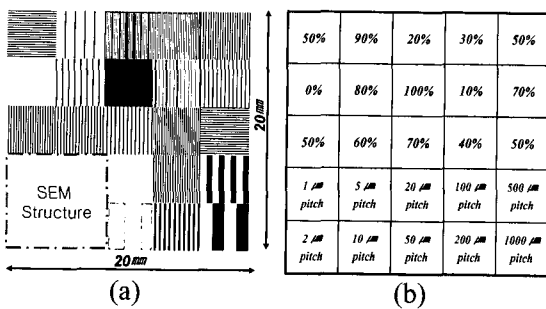 SEM
Structure
20mm
20mm
(a)
50% 90% 20% 30% 50%
0% 80% 100% 10% 70%
50% 60% 70% 40% 50%
1 μm 5 μm 20 μm 100 μm 500 μm
pitch pitch pitch pitch pitch
2 μm 10 μm 50 μm 200 μm 1000 μm
pitch pitch pitch pitch pitch
(b)